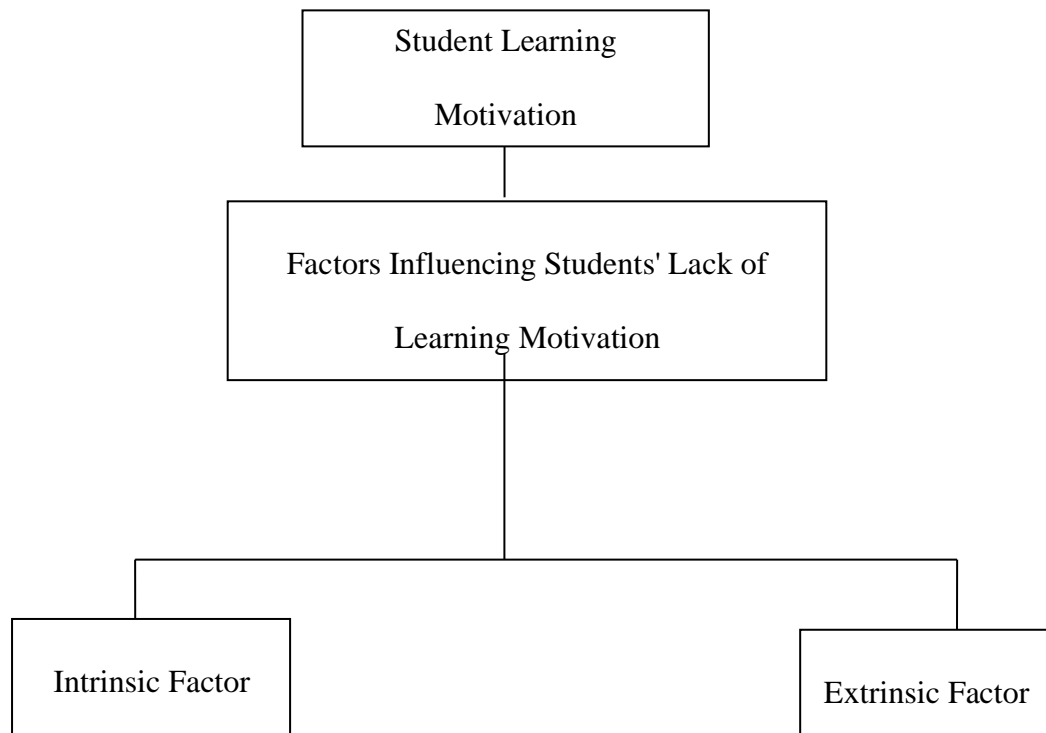 Student Learning
Motivation
Factors Influencing Students' Lack of
Learning Motivation
Intrinsic Factor
Extrinsic Factor